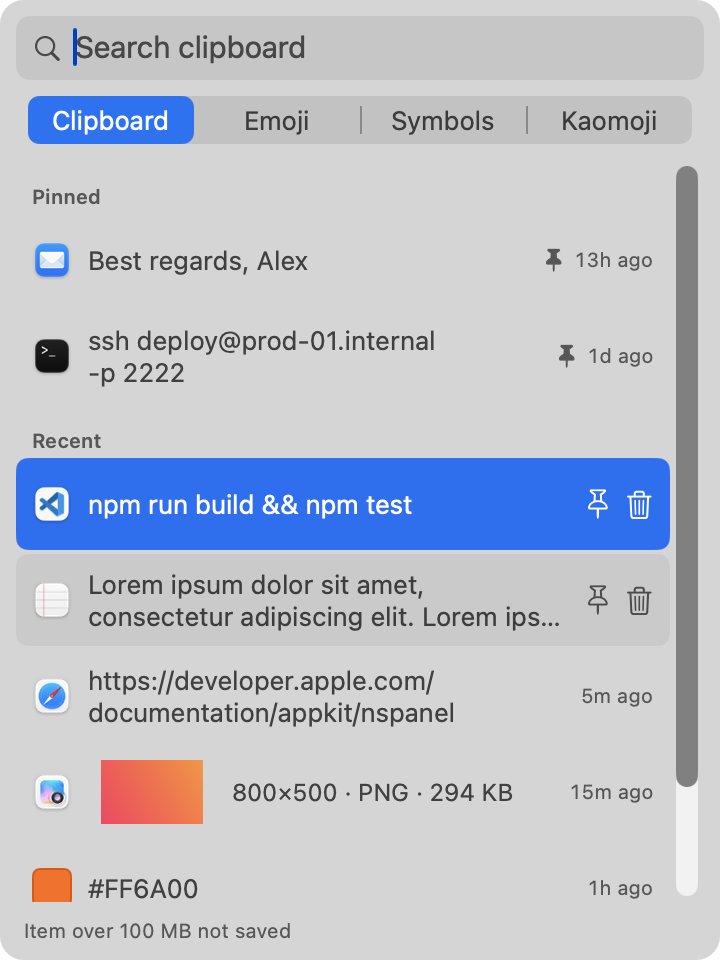 Search clipboard
Clipboard
Emoji
Symbols
Kaomoji
Pinned
Best regards, Alex
13h ago
ssh deploy@prod-01.internal
-p 2222
1d ago
Recent
npm run build && npm test
Lorem ipsum dolor sit amet,
consectetur adipiscing elit. Lorem ips...
https://developer.apple.com/
documentation/appkit/nspanel
5m ago
800×500 · PNG · 294 KB
15m ago
#FF6A00
1h ago
Item over 100 MB not saved